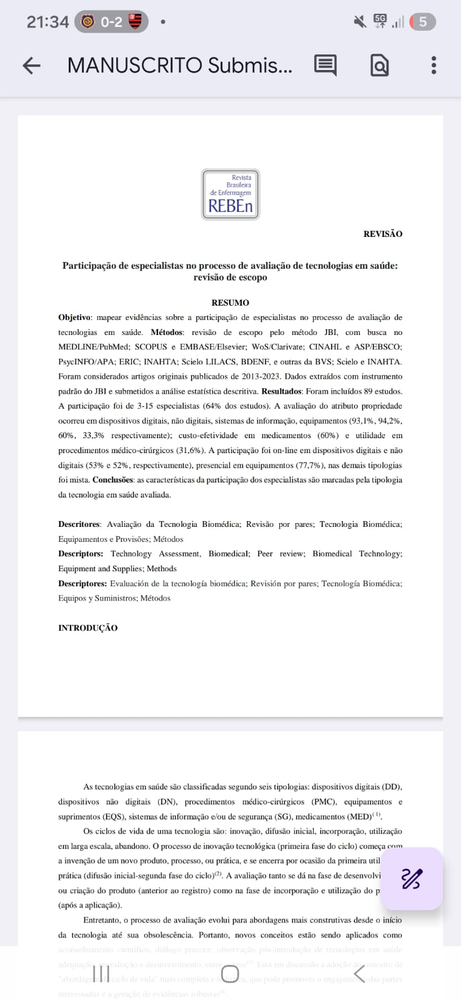 21:34 0-2 5G 5
MANUSCRITO Submis...
Revista
Brasileira
de Enfermagem
REBEn
REVISÃO
Participação de especialistas no processo de avaliação de tecnologias em saúde:
revisão de escopo
RESUMO
Objetivo: mapear evidências sobre a participação de especialistas no processo de avaliação de
tecnologias em saúde. Métodos: revisão de escopo pelo método JBI, com busca no
MEDLINE/PubMed; SCOPUS e EMBASE/Elsevier; WoS/Clarivate; CINAHL e ASP/EBSCO;
PsycINFO/APA; ERIC; INAHTA; Scielo LILACS, BDENF, e outras da BVS; Scielo e INAHTA.
Foram considerados artigos originais publicados de 2013-2023. Dados extraídos com instrumento
padrão do JBI e submetidos a análise estatística descritiva. Resultados: Foram incluídos 89 estudos.
A participação foi de 3-15 especialistas (64% dos estudos). A avaliação do atributo propriedade
ocorreu em dispositivos digitais, não digitais, sistemas de informação, equipamentos (93,1%, 94,2%,
60%, 33,3% respectivamente); custo-efetividade em medicamentos (60%) e utilidade em
procedimentos médico-cirúrgicos (31,6%). A participação foi on-line em dispositivos digitais e não
digitais (53% e 52%, respectivamente), presencial em equipamentos (77,7%), nas demais tipologias
foi mista. Conclusões: as características da participação dos especialistas são marcadas pela tipologia
da tecnologia em saúde avaliada.
Descritores: Avaliação da Tecnologia Biomédica; Revisão por pares; Tecnologia Biomédica;
Equipamentos e Provisões; Métodos
Descriptors: Technology Assessment, Biomedical; Peer review; Biomedical Technology;
Equipment and Supplies; Methods
Descriptores: Evaluación de la tecnología biomédica; Revisión por pares; Tecnología Biomédica;
Equipos y Suministros; Métodos
INTRODUÇÃO
As tecnologias em saúde são classificadas segundo seis tipologias: dispositivos digitais (DD),
dispositivos não digitais (DN), procedimentos médico-cirúrgicos (PMC), equipamentos e
suprimentos (EQS), sistemas de informação e/ou de segurança (SG), medicamentos (MED)(1).
Os ciclos de vida de uma tecnologia são: inovação, difusão inicial, incorporação, utilização
em larga escala, abandono. O processo de inovação tecnológica (primeira fase do ciclo) começa com
a invenção de um novo produto, processo, ou prática, e se encerra por ocasião da primeira util
prática (difusão inicial-segunda fase do ciclo)(2). A avaliação tanto se dá na fase de desenvolvi
ou criação do produto (anterior ao registro) como na fase de incorporação e utilização do p
(após a aplicação).
Entretanto, o processo de avaliação evolui para abordagens mais construtivas desde o início
da tecnologia até sua obsolescência. Portanto, novos conceitos estão sendo aplicados como
aconselhamento científico, diálogo precoce, observação pós-introdução de tecnologias em saúde
adequação, reavaliação e desinvestimento, entre Está em discussão a adoção do conceito de
"abordagem ciclo de vida" mais completa e que pode promover o engajamento das partes
interessadas e a geração de evidências robustas(4).